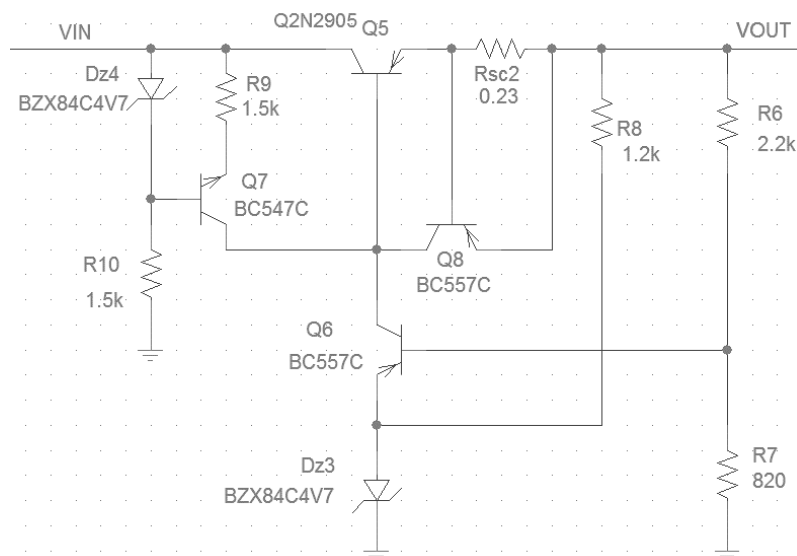 VIN
Q2N2905
Q5
VOUT
Dz4
BZX84C4V7
R9
1.5k
Rsc2
0.23
R8
1.2k
R6
2.2k
Q7
BC547C
R10
1.5k
Q8
BC557C
Q6
BC557C
Dz3
BZX84C4V7
R7
820